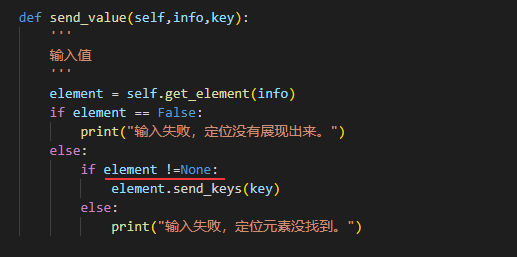 def send_value(self,info,key):
'''
输入值
'''
element = self.get_element(info)
if element == False:
print("输入失败，定位没有展现出来。")
else:
if element !=None:
element.send_keys(key)
else:
print("输入失败，定位元素没找到。")